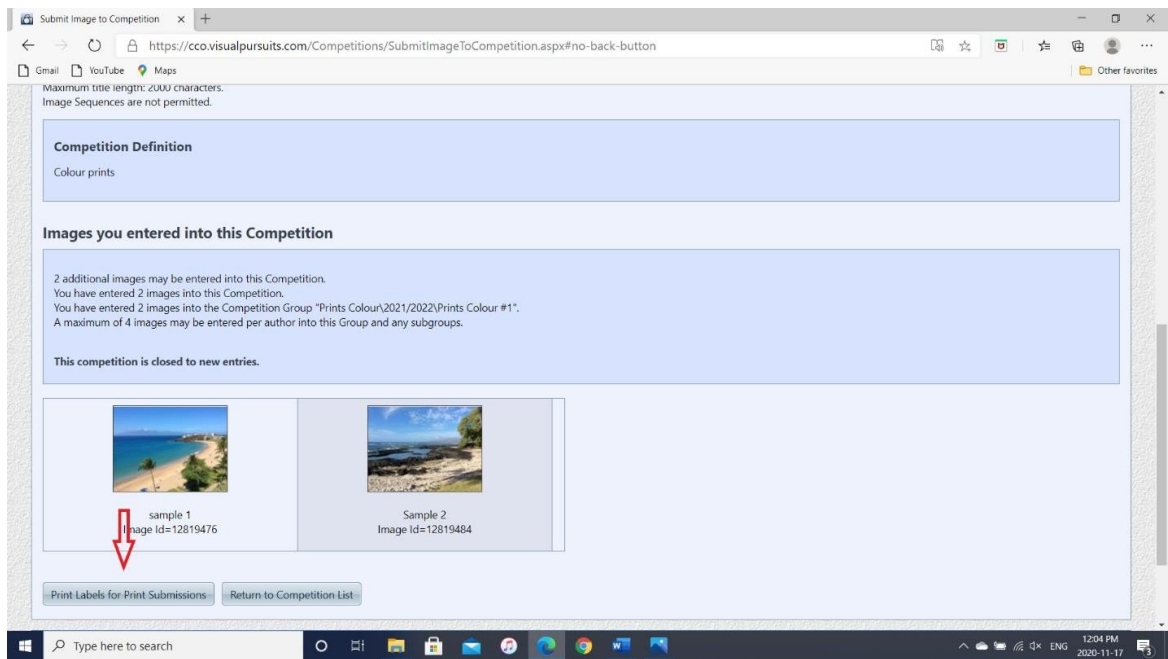 Submit Image to Competition
https://cco.visualpursuits.com/Competitions/SubmitImageToCompetition.aspx#no-back-button
Gmail YouTube Maps Other favorites
Maximum title length: 2000 characters.
Image Sequences are not permitted.
Competition Definition
Colour prints
Images you entered into this Competition
2 additional images may be entered into this Competition.
You have entered 2 images into this Competition.
You have entered 2 images into the Competition Group "Prints Colour\2021/2022\Prints Colour #1".
A maximum of 4 images may be entered per author into this Group and any subgroups.
This competition is closed to new entries.
sample 1 Sample 2
Image Id=12819476 Image Id=12819484
Print Labels for Print Submissions Return to Competition List
Type here to search ENG 12:04 PM
2020-11-17 3